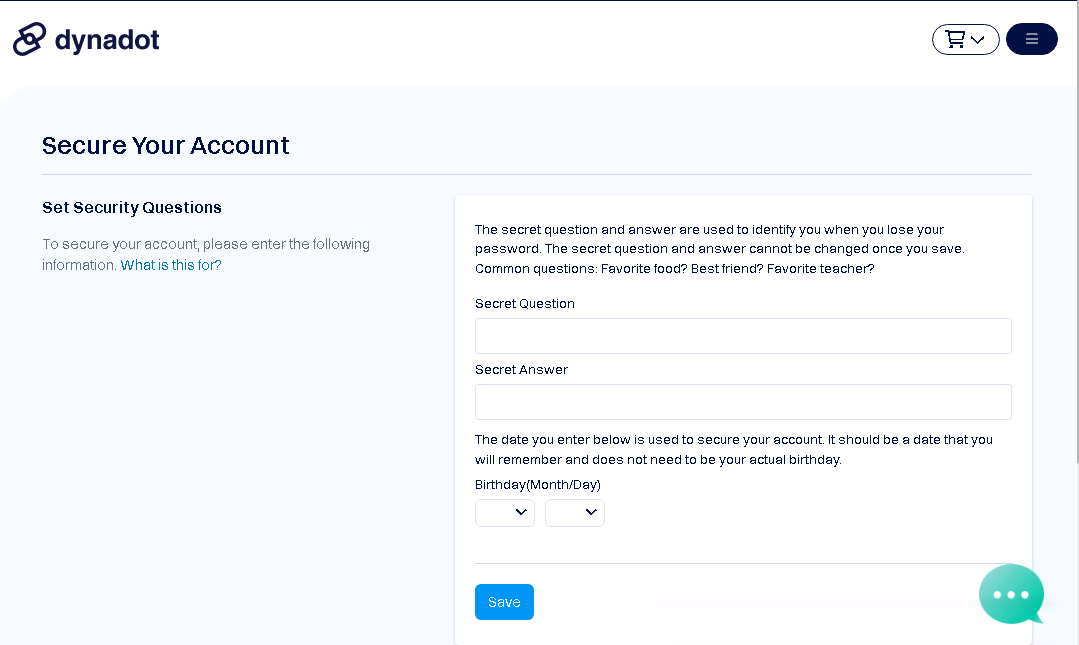 dynadot
Secure Your Account
Set Security Questions
To secure your account, please enter the following
information. What is this for?
The secret question and answer are used to identify you when you lose your
password. The secret question and answer cannot be changed once you save.
Common questions: Favorite food? Best friend? Favorite teacher?
Secret Question
Secret Answer
The date you enter below is used to secure your account. It should be a date that you
will remember and does not need to be your actual birthday.
Birthday(Month/Day)
Save